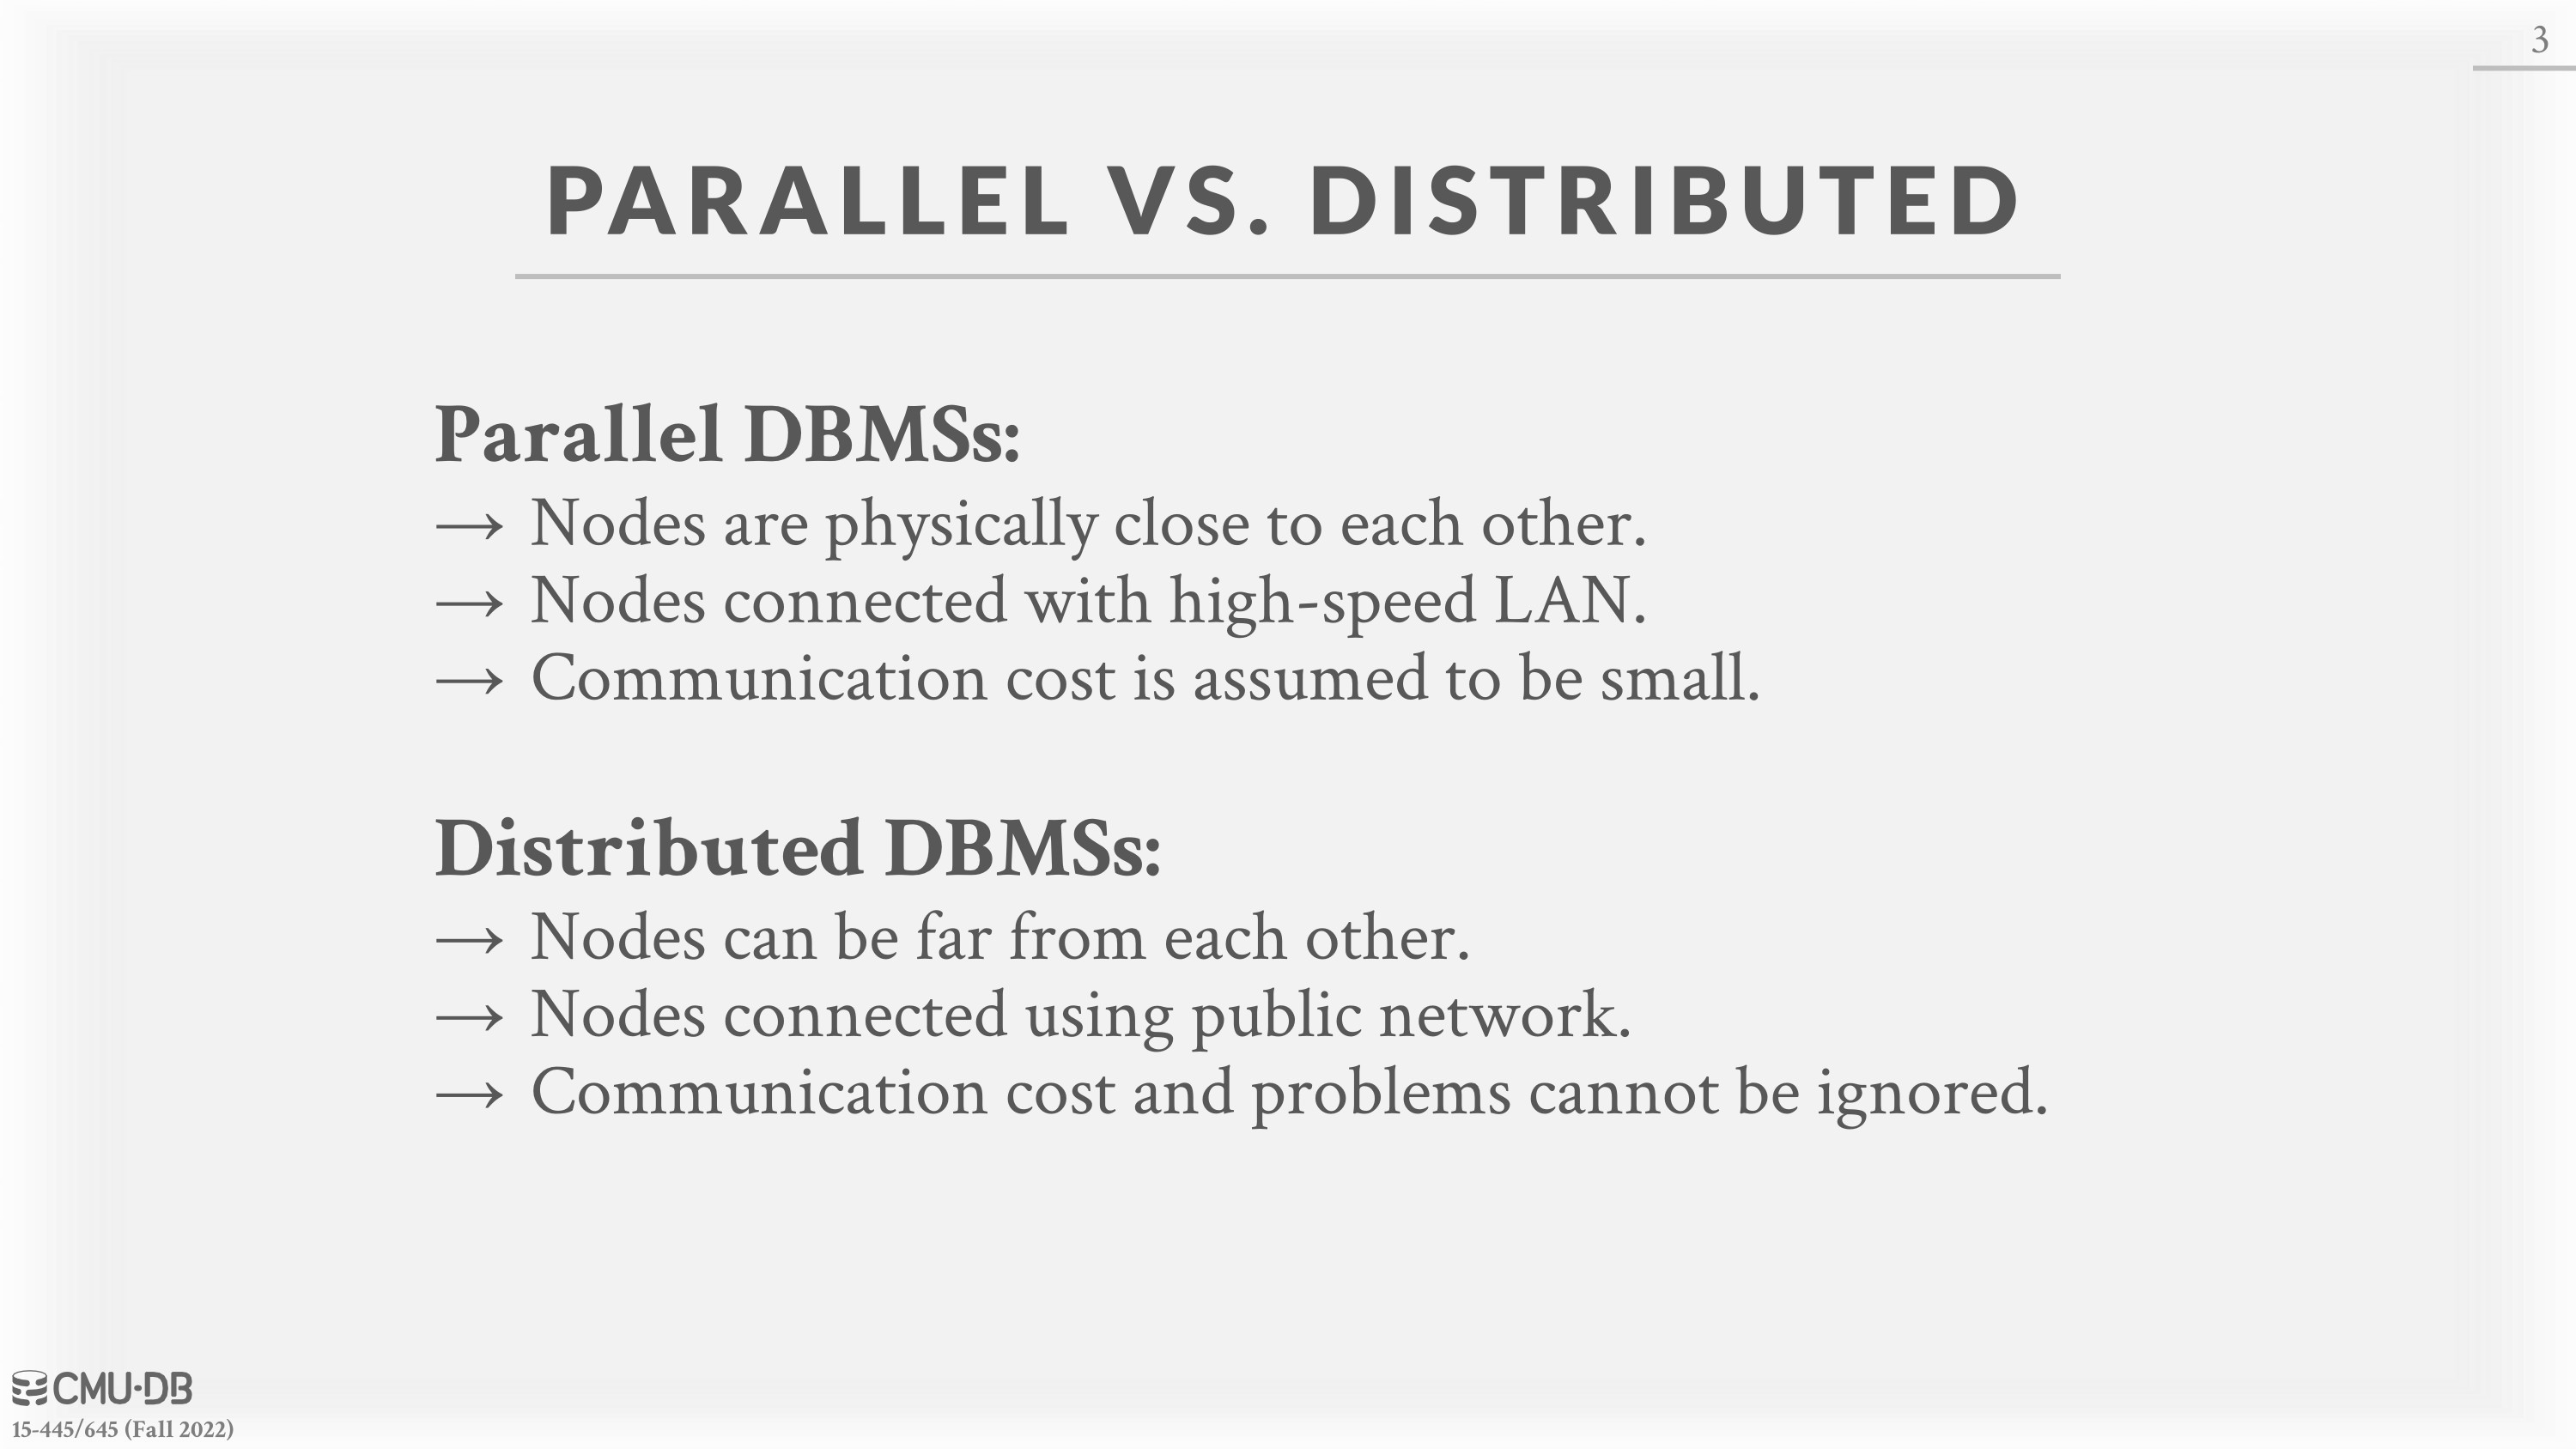 3
PARALLEL VS. DISTRIBUTED
Parallel DBMSs:
→ Nodes are physically close to each other.
→ Nodes connected with high-speed LAN.
→ Communication cost is assumed to be small.
Distributed DBMSs:
→ Nodes can be far from each other.
→ Nodes connected using public network.
→ Communication cost and problems cannot be ignored.
CMU·DB
15-445/645 (Fall 2022)